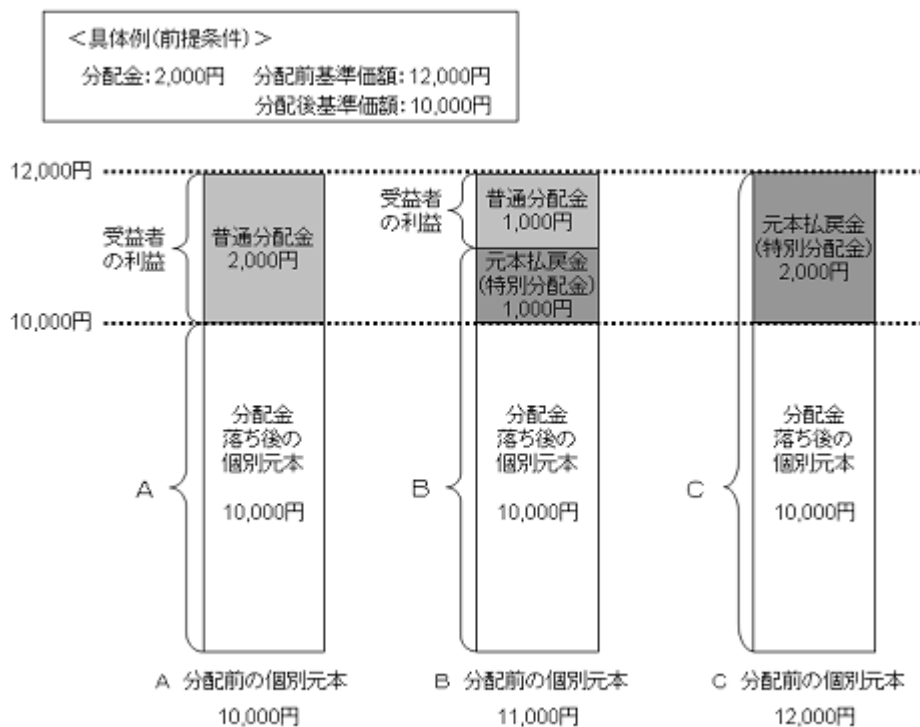 <具体例(前提条件)>
分配金:2,000円 分配前基準価額:12,000円
分配後基準価額:10,000円
12,000円
10,000円
受益者
の利益
普通分配金
2,000円
分配金
落ち後の
個別元本
10,000円
A
A 分配前の個別元本
10,000円
受益者
の利益
普通分配金
1,000円
元本払戻金
(特別分配金)
1,000円
分配金
落ち後の
個別元本
10,000円
B
B 分配前の個別元本
11,000円
元本払戻金
(特別分配金)
2,000円
分配金
落ち後の
個別元本
10,000円
C
C 分配前の個別元本
12,000円